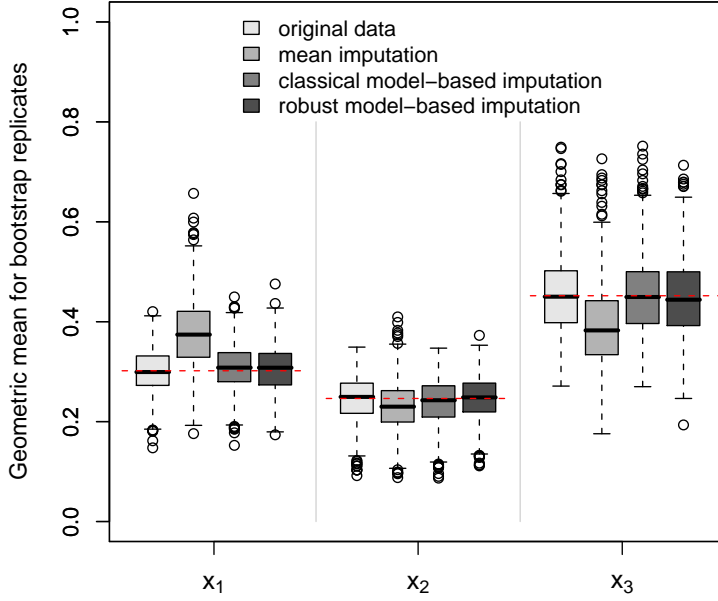 original data
mean imputation
classical model−based imputation
robust model−based imputation
Geometric mean for bootstrap replicates
1.0
0.8
0.6
0.4
0.2
0.0
x1
x2
x3